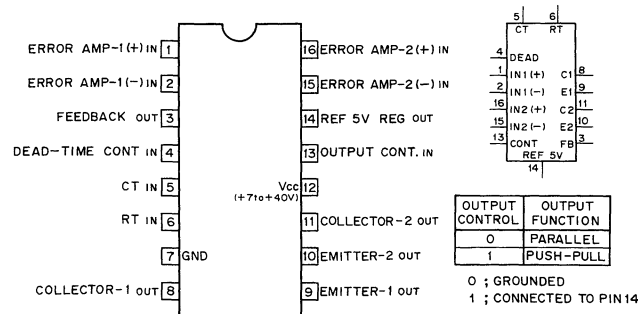 ERROR AMP-1(+) IN 1
ERROR AMP-1(-) IN 2
FEEDBACK OUT 3
DEAD-TIME CONT IN 4
CT IN 5
RT IN 6
7 GND
COLLECTOR-1 OUT 8
16 ERROR AMP-2(+) IN
15 ERROR AMP-2(-) IN
14 REF 5V REG OUT
13 OUTPUT CONT. IN
Vcc 12
(+7to+40V)
11 COLLECTOR-2 OUT
10 EMITTER-2 OUT
9 EMITTER-1 OUT
5 6
CT RT
4 DEAD
1 IN1(+) C1 8
2 IN1(-) E1 9
16 IN2(+) C2 11
15 IN2(-) E2 10
13 CONT FB 3
REF 5V
14
OUTPUT CONTROL OUTPUT FUNCTION
0 PARALLEL
1 PUSH-PULL
0 ; GROUNDED
1 ; CONNECTED TO PIN 14